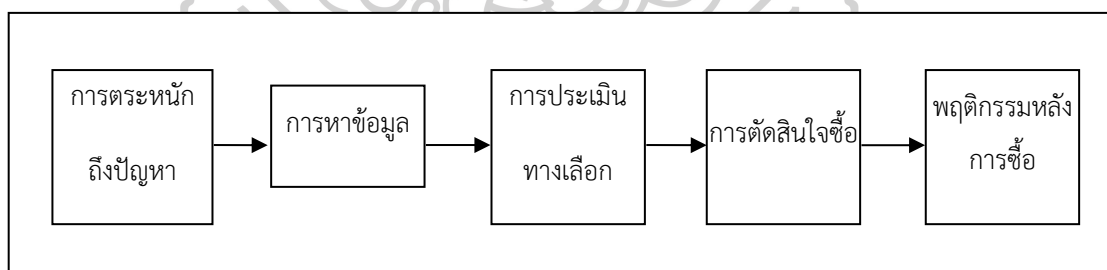 การตระหนัก
ถึงปัญหา
การหาข้อมูล
การประเมิน
ทางเลือก
การตัดสินใจซื้อ
พฤติกรรมหลัง
การซื้อ